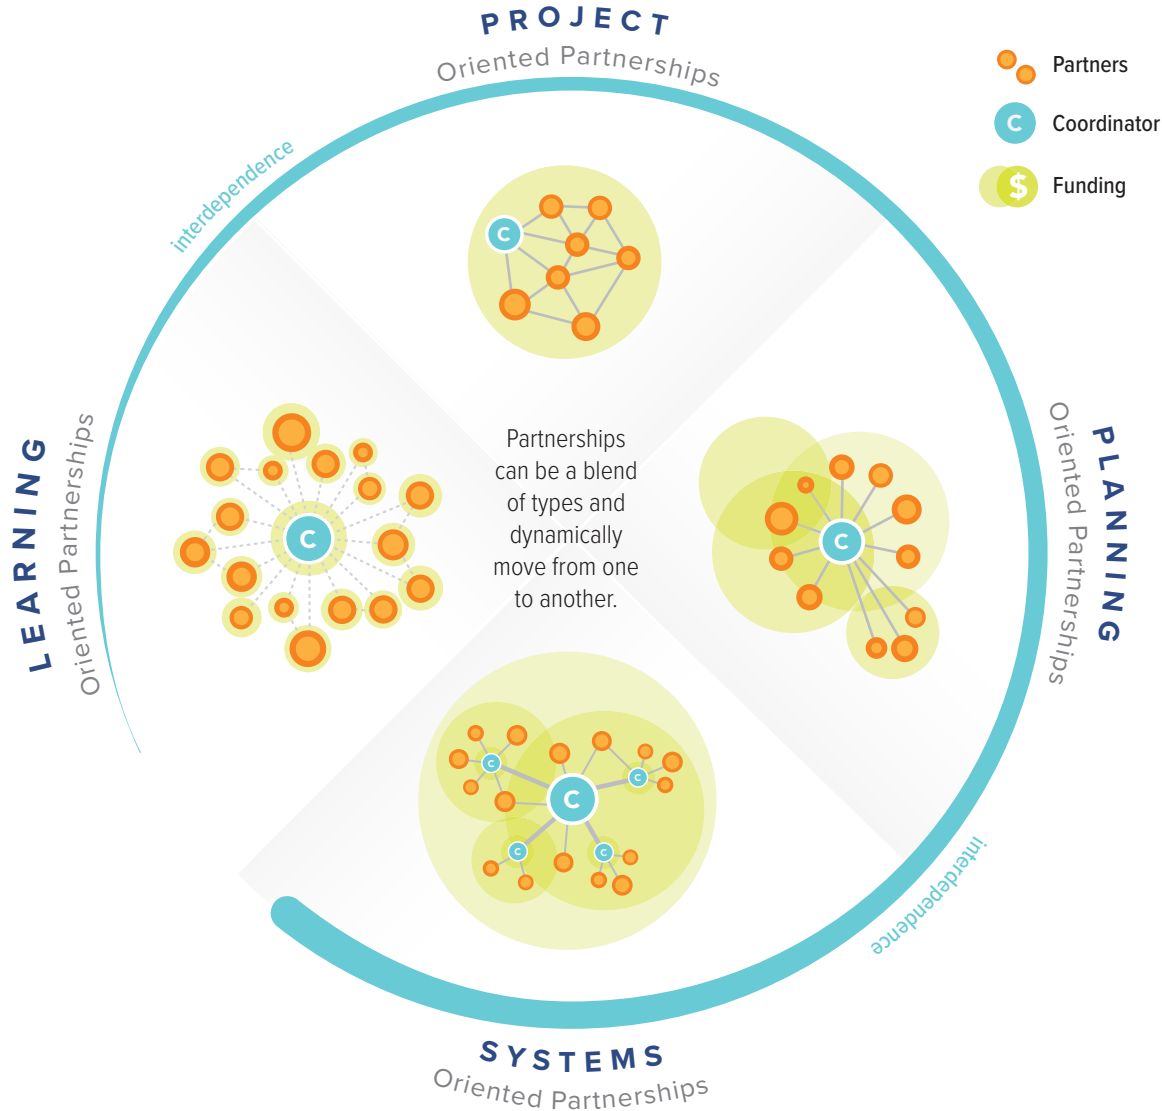 PROJECT
Oriented Partnerships
Partners
C
Coordinator
$
Funding
interdependence
C
LEARNING
Oriented Partnerships
C
Partnerships
can be a blend
of types and
dynamically
move from one
to another.
C
PLANNING
Oriented Partnerships
C
C
C
C
C
interdependence
SYSTEMS
Oriented Partnerships